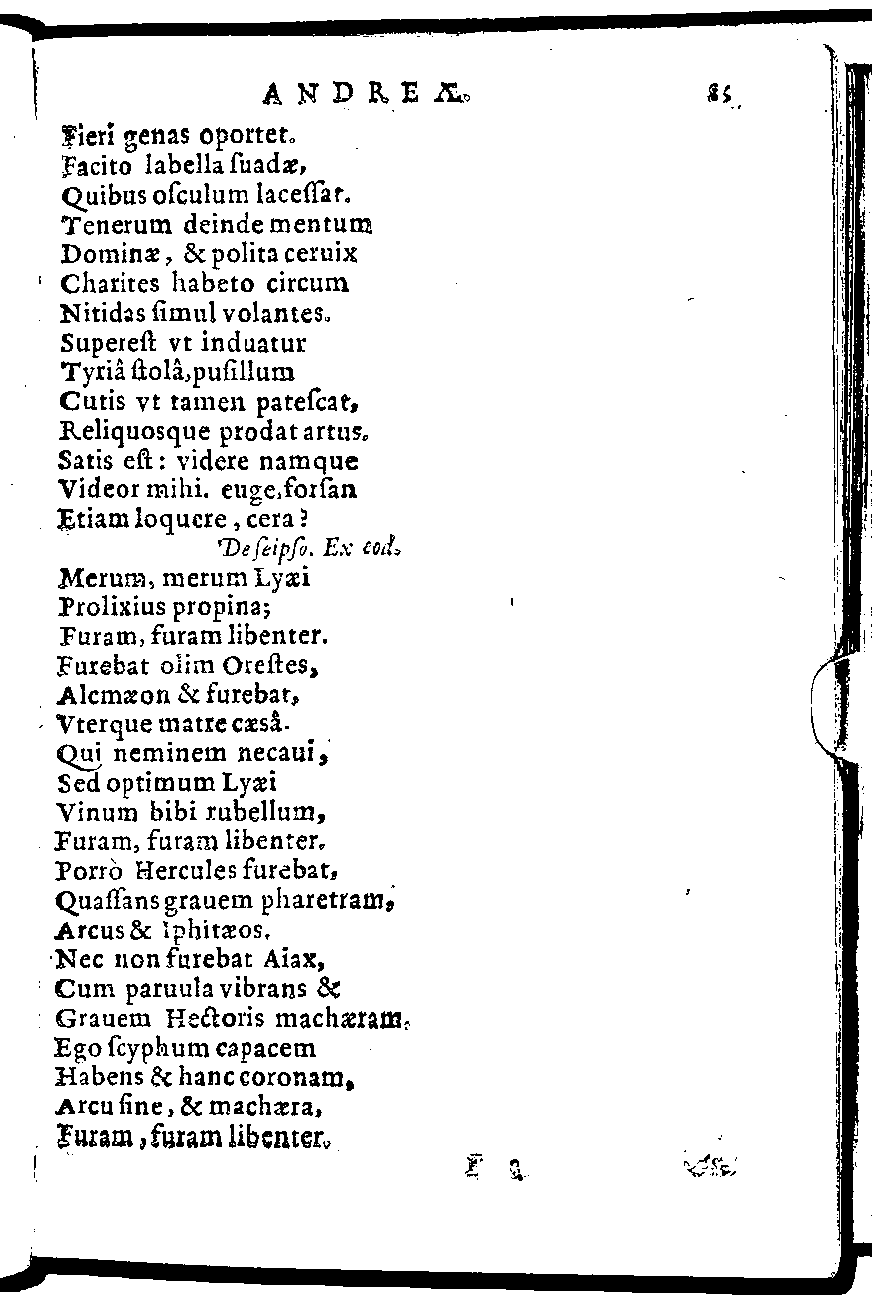 ANDREÆ. 85
Fieri genas oportet.
Facito labella ſuadæ,
Quibus oſculum laceſſat.
Tenerum deinde mentum
Dominæ, & polita ceruix
Charites habeto circum
Nitidas ſimul volantes.
Supereſt vt induatur
Tyriâ ſtolâ, puſillum
Cutis vt tamen pateſcat,
Reliquosque prodat artus.
Satis eſt: videre namque
Videor mihi. euge, forſan
Etiam loquere, cera?
De ſeipſo. Ex eod.
Merum, merum Lyæi
Prolixius propina;
Furam, furam libenter.
Furebat olim Oreſtes,
Alcmæon & furebat,
Vterque matre cæsâ.
Qui neminem necaui,
Sed optimum Lyæi
Vinum bibi rubellum,
Furam, furam libenter.
Porrò Hercules furebat,
Quaſſans grauem pharetram,
Arcus & Iphitæos.
Nec non furebat Aiax,
Cum paruula vibrans &
Grauem Hectoris machæram.
Ego ſcyphum capacem
Habens & hanc coronam,
Arcu ſine, & machæra,
Furam, furam libenter.
F